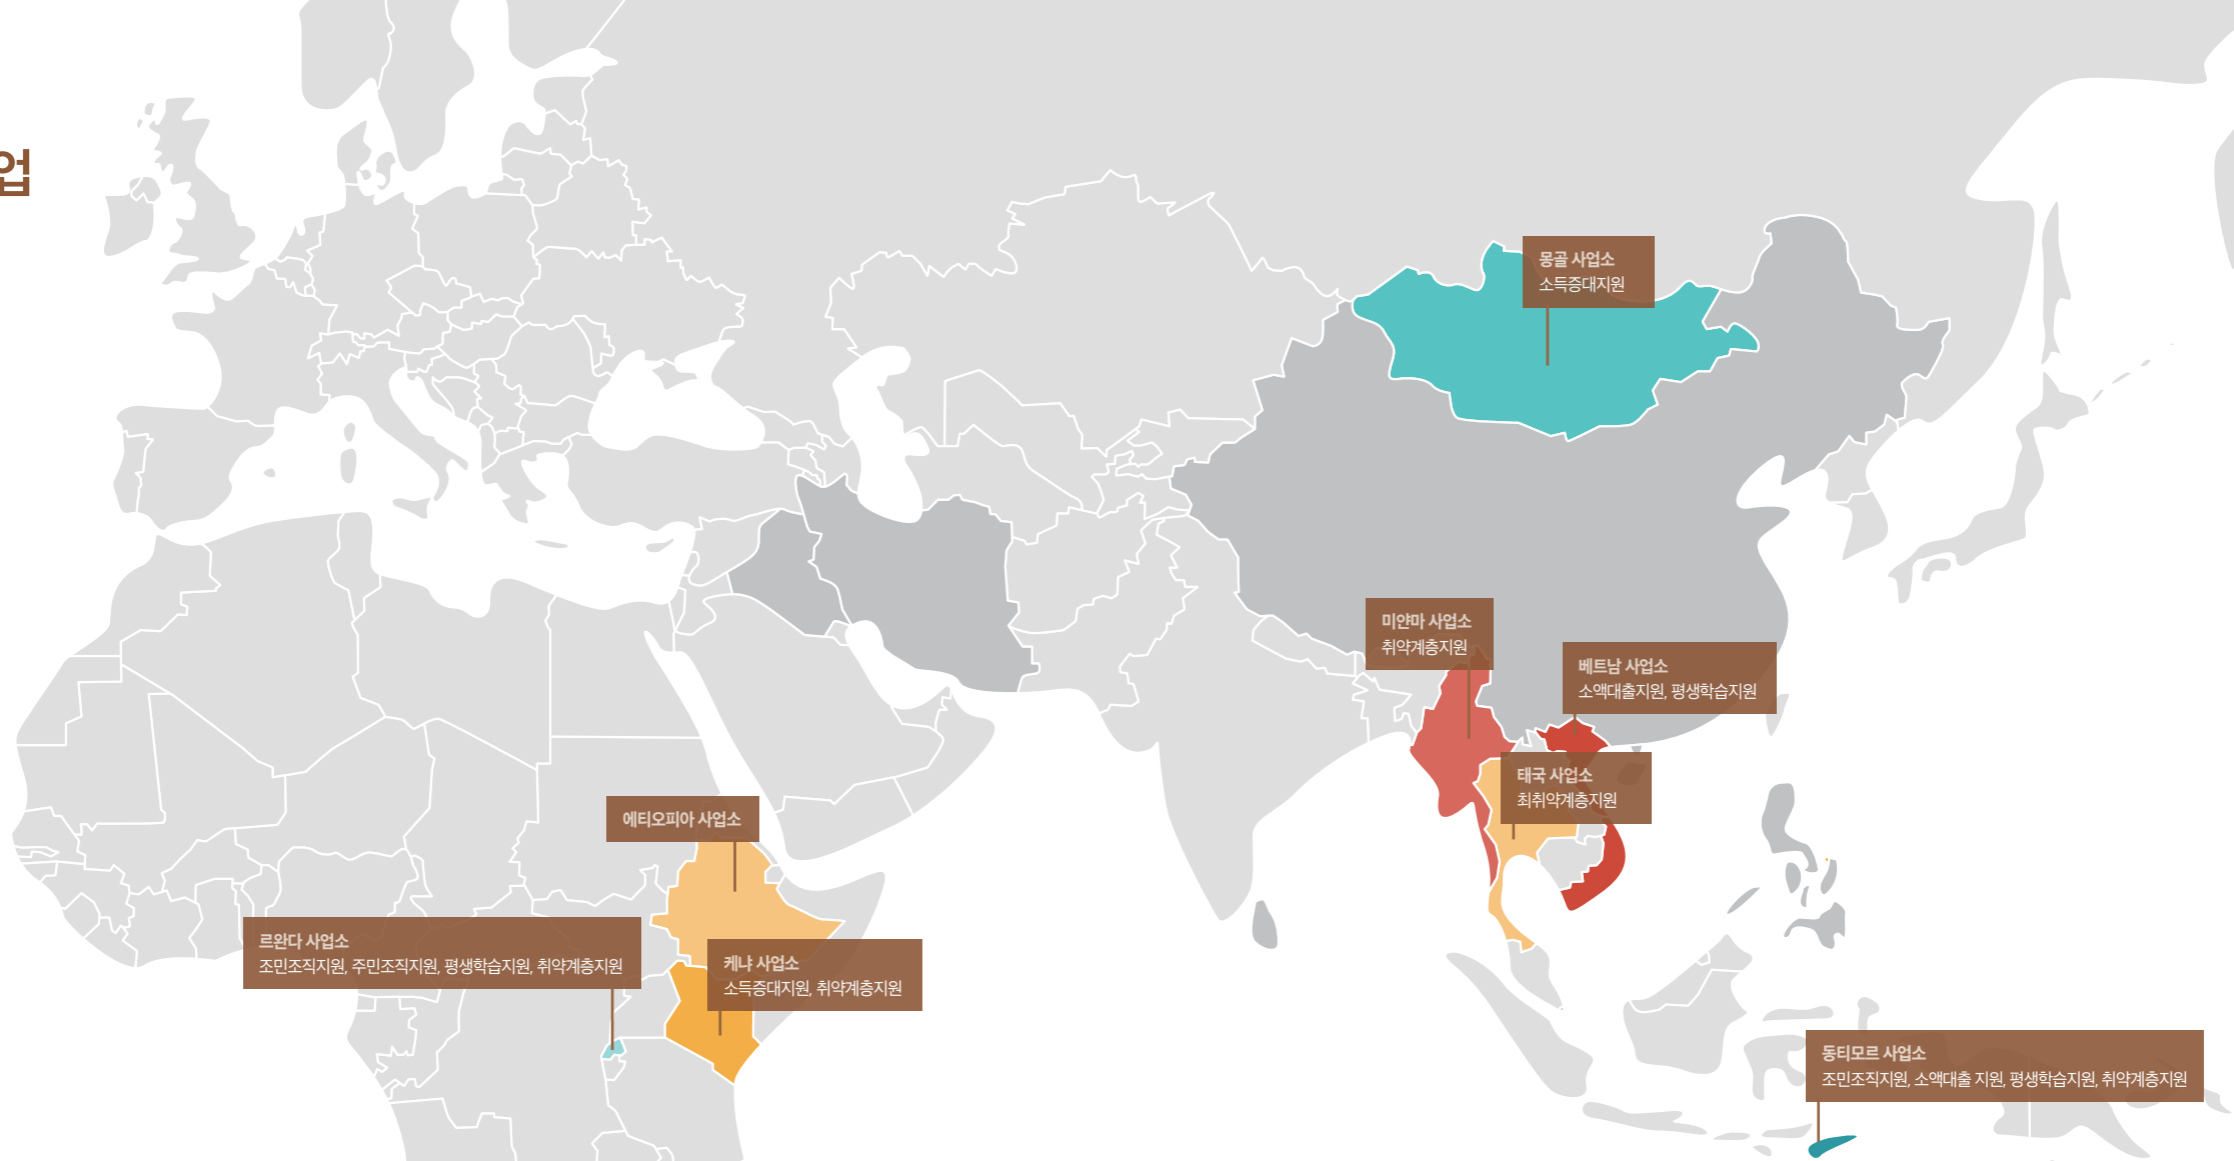 업
몽골 사업소
소득증대지원
미얀마 사업소
취약계층지원
베트남 사업소
소액대출지원, 평생학습지원
태국 사업소
최취약계층지원
에티오피아 사업소
르완다 사업소
조민조직지원, 주민조직지원, 평생학습지원, 취약계층지원
케냐 사업소
소득증대지원, 취약계층지원
동티모르 사업소
조민조직지원, 소액대출 지원, 평생학습지원, 취약계층지원